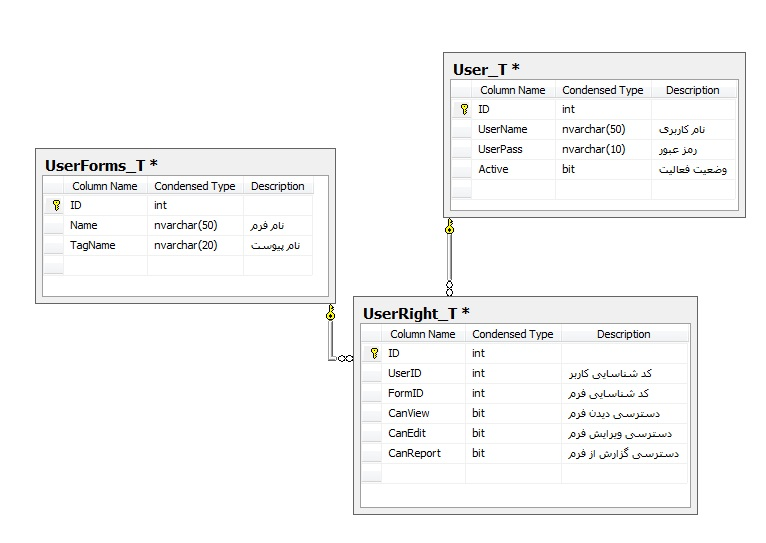 User_T *
Column Name Condensed Type Description
ID int
UserName nvarchar(50) نام کاربری
UserPass nvarchar(10) رمز عبور
Active bit وضعیت فعالیت
UserForms_T *
Column Name Condensed Type Description
ID int
Name nvarchar(50) نام فرم
TagName nvarchar(20) نام پیوست
UserRight_T *
Column Name Condensed Type Description
ID int
UserID int کد شناسایی کاربر
FormID int کد شناسایی فرم
CanView bit دسترسی دیدن فرم
CanEdit bit دسترسی ویرایش فرم
CanReport bit دسترسی گزارش از فرم